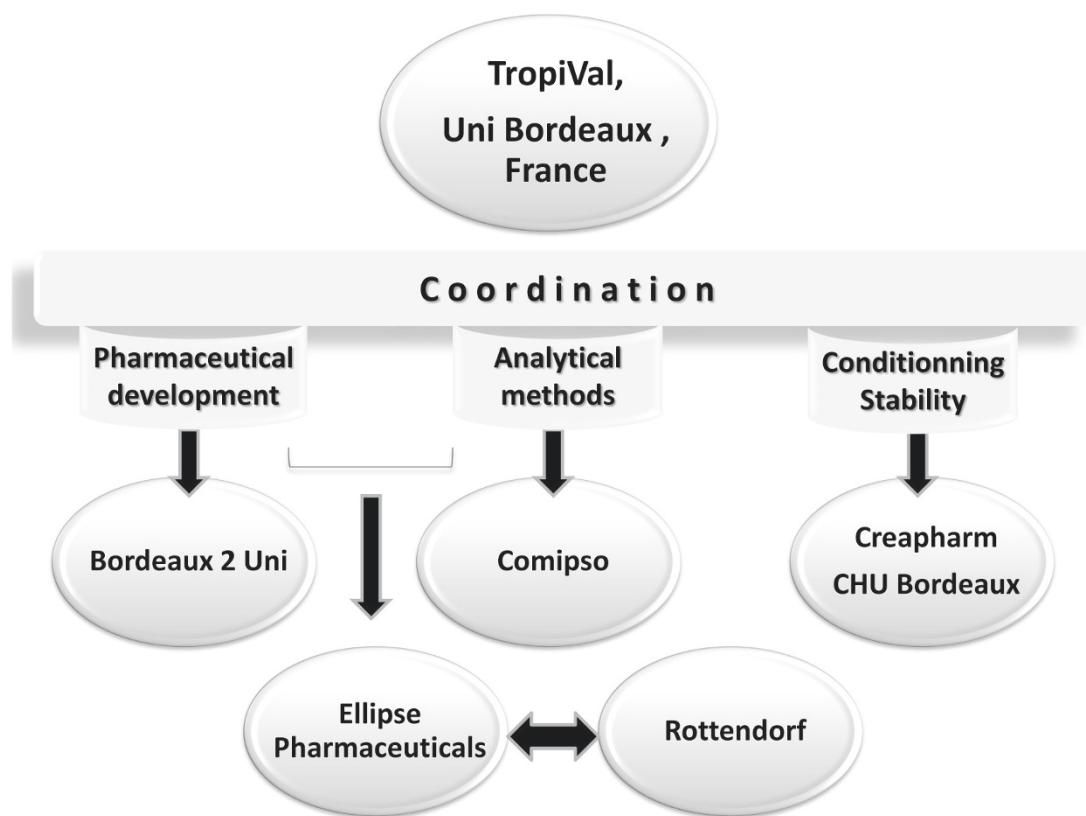 TropiVal,
Uni Bordeaux ,
France
Coordination
Pharmaceutical
development
Analytical
methods
Conditionning
Stability
Bordeaux 2 Uni
Comipso
Creapharm
CHU Bordeaux
Ellipse
Pharmaceuticals
Rottendorf